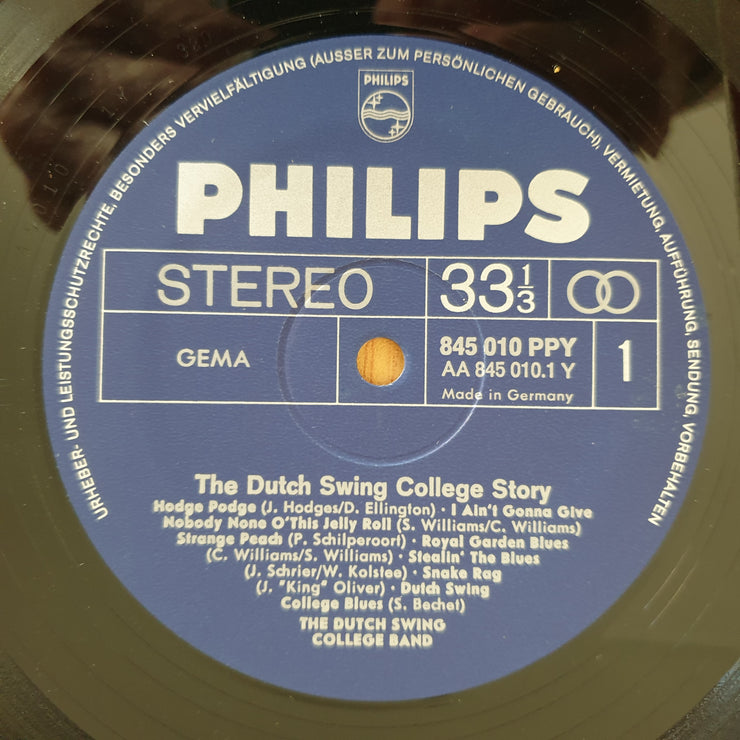 URHEBER- UND LEISTUNGSSCHUTZRECHTE, BESONDERS VERVIELFÄLTIGUNG (AUSSER ZUM PERSÖNLICHEN GEBRAUCH), VERMIETUNG, AUFFÜHRUNG, SENDUNG, VORBEHALTEN
PHILIPS
PHILIPS
STEREO
33 1/3
GEMA
845 010 PPY
AA 845 010.1 Y
Made in Germany
1
The Dutch Swing College Story
Hodge Podge (J. Hodges/D. Ellington) · I Ain't Gonna Give
Nobody None O'This Jelly Roll (S. Williams/C. Williams)
Strange Peach (P. Schilperoort) · Royal Garden Blues
(C. Williams/S. Williams) · Stealin' The Blues
(J. Schrier/W. Kolstee) · Snake Rag
(J. "King" Oliver) · Dutch Swing
College Blues (S. Bechet)
THE DUTCH SWING
COLLEGE BAND